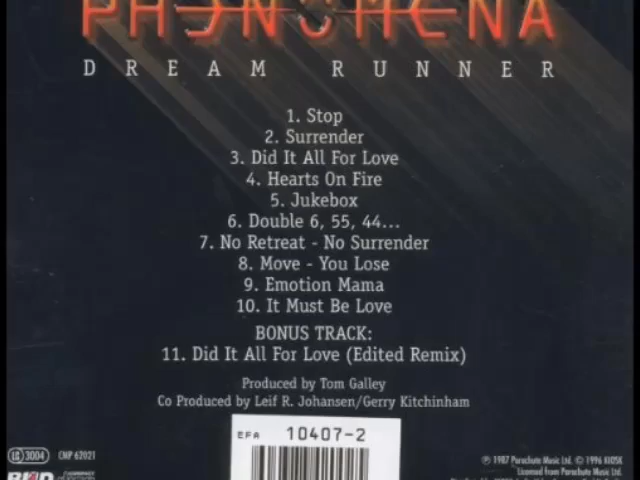 PHENOMENA
DREAM RUNNER
1. Stop
2. Surrender
3. Did It All For Love
4. Hearts On Fire
5. Jukebox
6. Double 6, 55, 44...
7. No Retreat - No Surrender
8. Move - You Lose
9. Emotion Mama
10. It Must Be Love
BONUS TRACK:
11. Did It All For Love (Edited Remix)
Produced by Tom Galley
Co Produced by Leif R. Johansen/Gerry Kitchinham
EFA 10407-2
LC 3004 CMP 67021
℗ 1987 Parachute Music Ltd. © 1996 KIOSK
Licensed from Parachute Music Ltd.